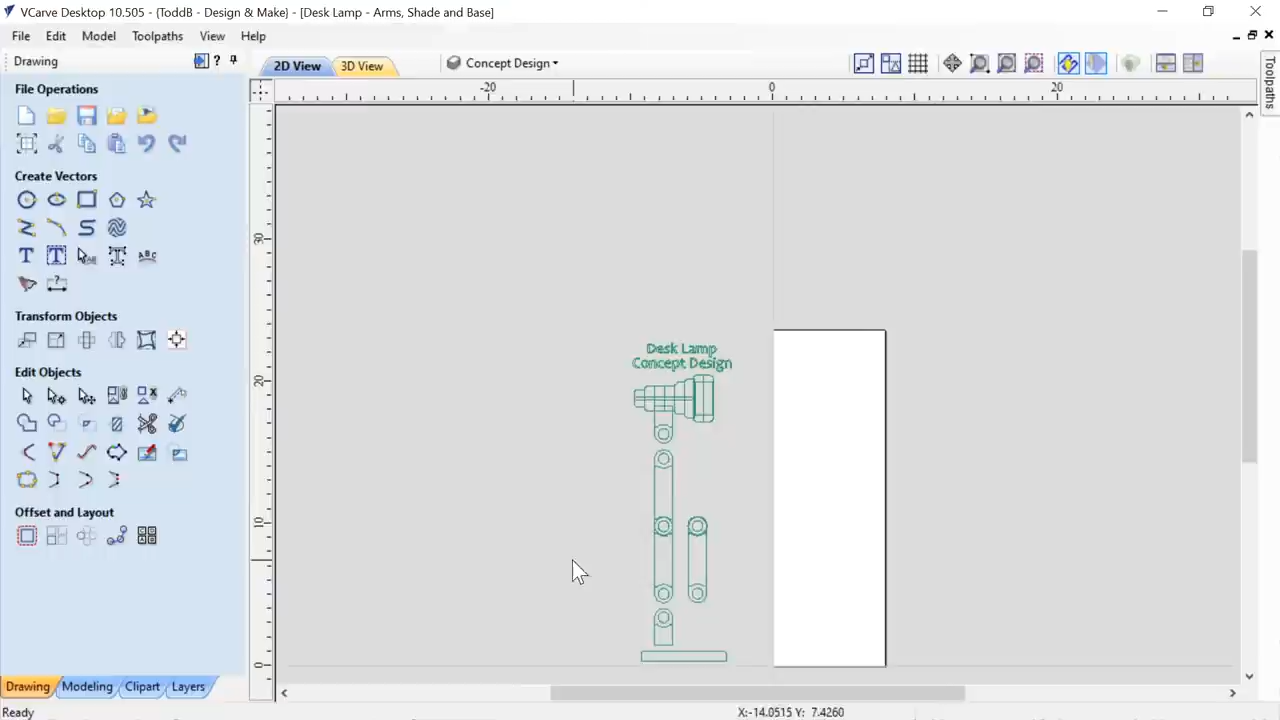 VCarve Desktop 10.505 - {ToddB - Design & Make} - [Desk Lamp - Arms, Shade and Base]
File Edit Model Toolpaths View Help
Drawing
?
2D View
3D View
Concept Design
File Operations
-20
0
20
Toolpaths
Create Vectors
30
Transform Objects
Desk Lamp
Concept Design
Edit Objects
20
Offset and Layout
10
0
Drawing
Modeling
Clipart
Layers
Ready
X:-14.0515 Y: 7.4260